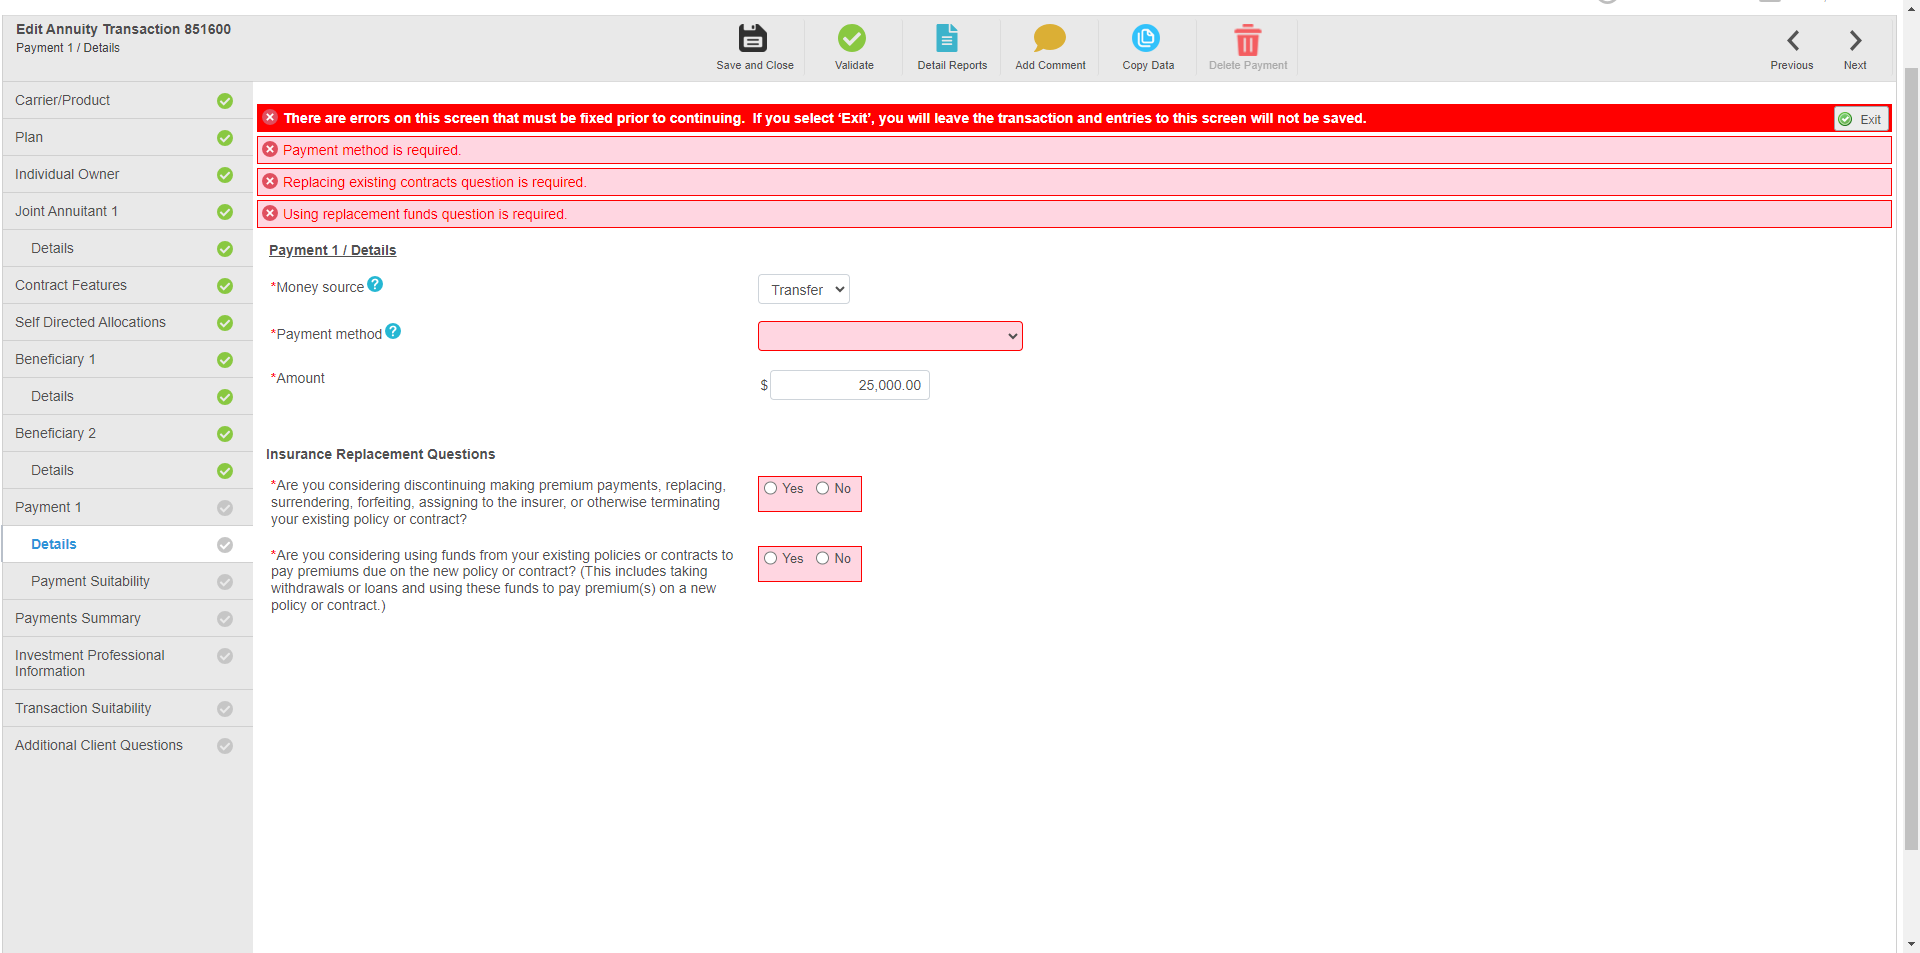 Edit Annuity Transaction 851600
Payment 1 / Details
Save and Close
Validate
Detail Reports
Add Comment
Copy Data
Delete Payment
Previous
Next
Carrier/Product
Plan
Individual Owner
Joint Annuitant 1
Details
Contract Features
Self Directed Allocations
Beneficiary 1
Details
Beneficiary 2
Details
Payment 1
Details
Payment Suitability
Payments Summary
Investment Professional
Information
Transaction Suitability
Additional Client Questions
There are errors on this screen that must be fixed prior to continuing.  If you select ‘Exit’, you will leave the transaction and entries to this screen will not be saved.
Exit
Payment method is required.
Replacing existing contracts question is required.
Using replacement funds question is required.
Payment 1 / Details
*Money source ?
Transfer
*Payment method ?
*Amount
$ 25,000.00
Insurance Replacement Questions
*Are you considering discontinuing making premium payments, replacing,
surrendering, forfeiting, assigning to the insurer, or otherwise terminating
your existing policy or contract?
Yes No
*Are you considering using funds from your existing policies or contracts to
pay premiums due on the new policy or contract? (This includes taking
withdrawals or loans and using these funds to pay premium(s) on a new
policy or contract.)
Yes No